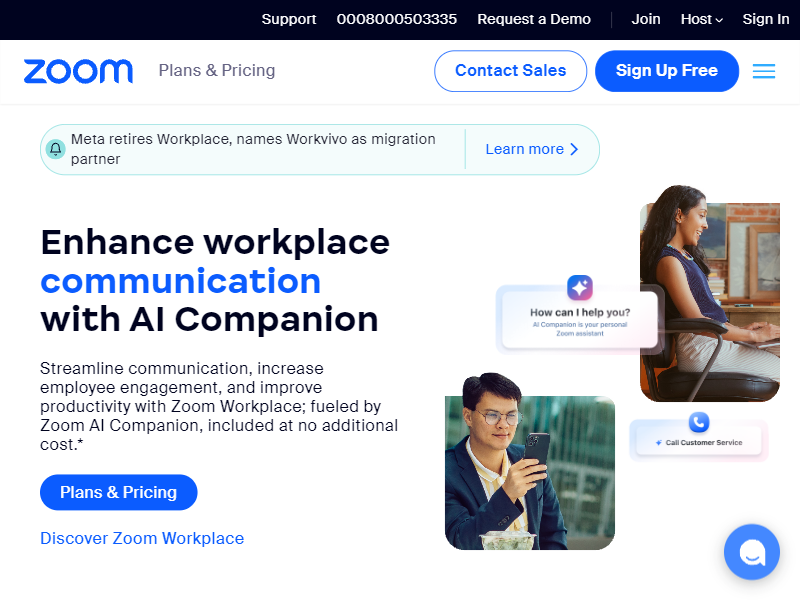 Support 0008000503335 Request a Demo Join Host Sign In
zoom Plans & Pricing Contact Sales Sign Up Free
Meta retires Workplace, names Workvivo as migration
partner
Learn more
Enhance workplace
communication
with AI Companion
How can I help you?
AI Companion is your personal
Zoom assistant
Streamline communication, increase
employee engagement, and improve
productivity with Zoom Workplace; fueled by
Zoom AI Companion, included at no additional
cost.*
Call Customer Service
Plans & Pricing
Discover Zoom Workplace